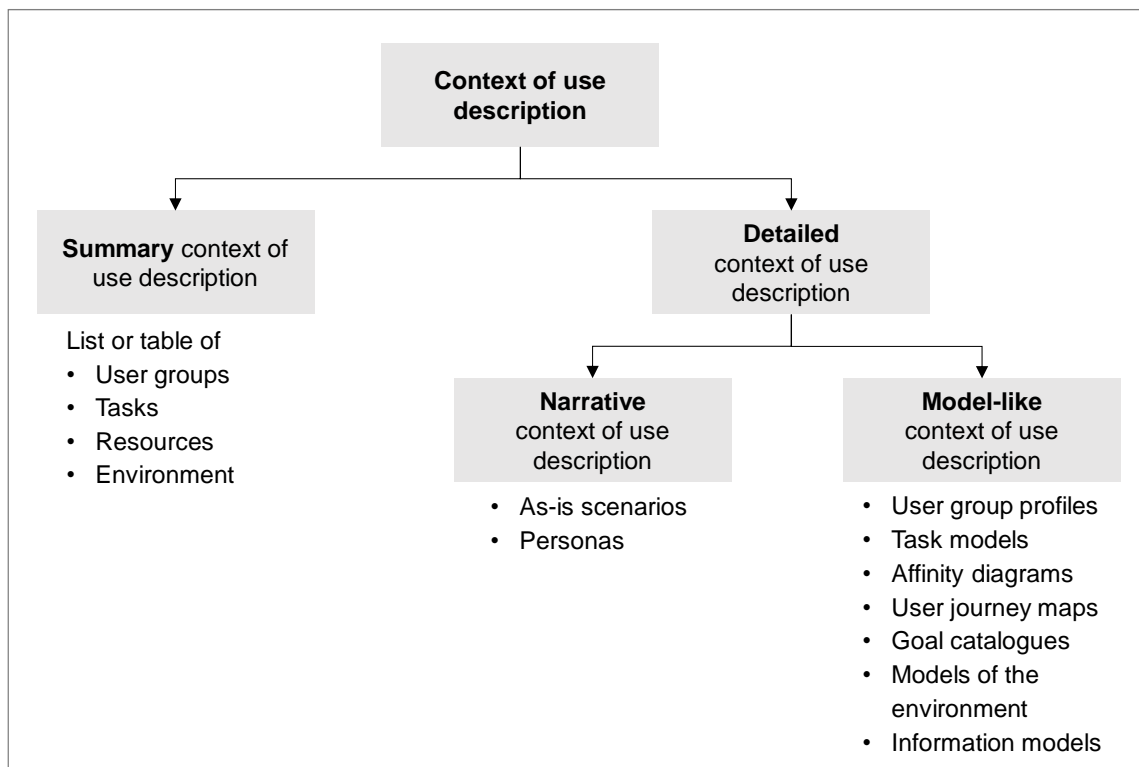 Context of use
description
Summary context of
use description
List or table of
• User groups
• Tasks
• Resources
• Environment
Detailed
context of use
description
Narrative
context of use
description
• As-is scenarios
• Personas
Model-like
context of use
description
• User group profiles
• Task models
• Affinity diagrams
• User journey maps
• Goal catalogues
• Models of the
environment
• Information models